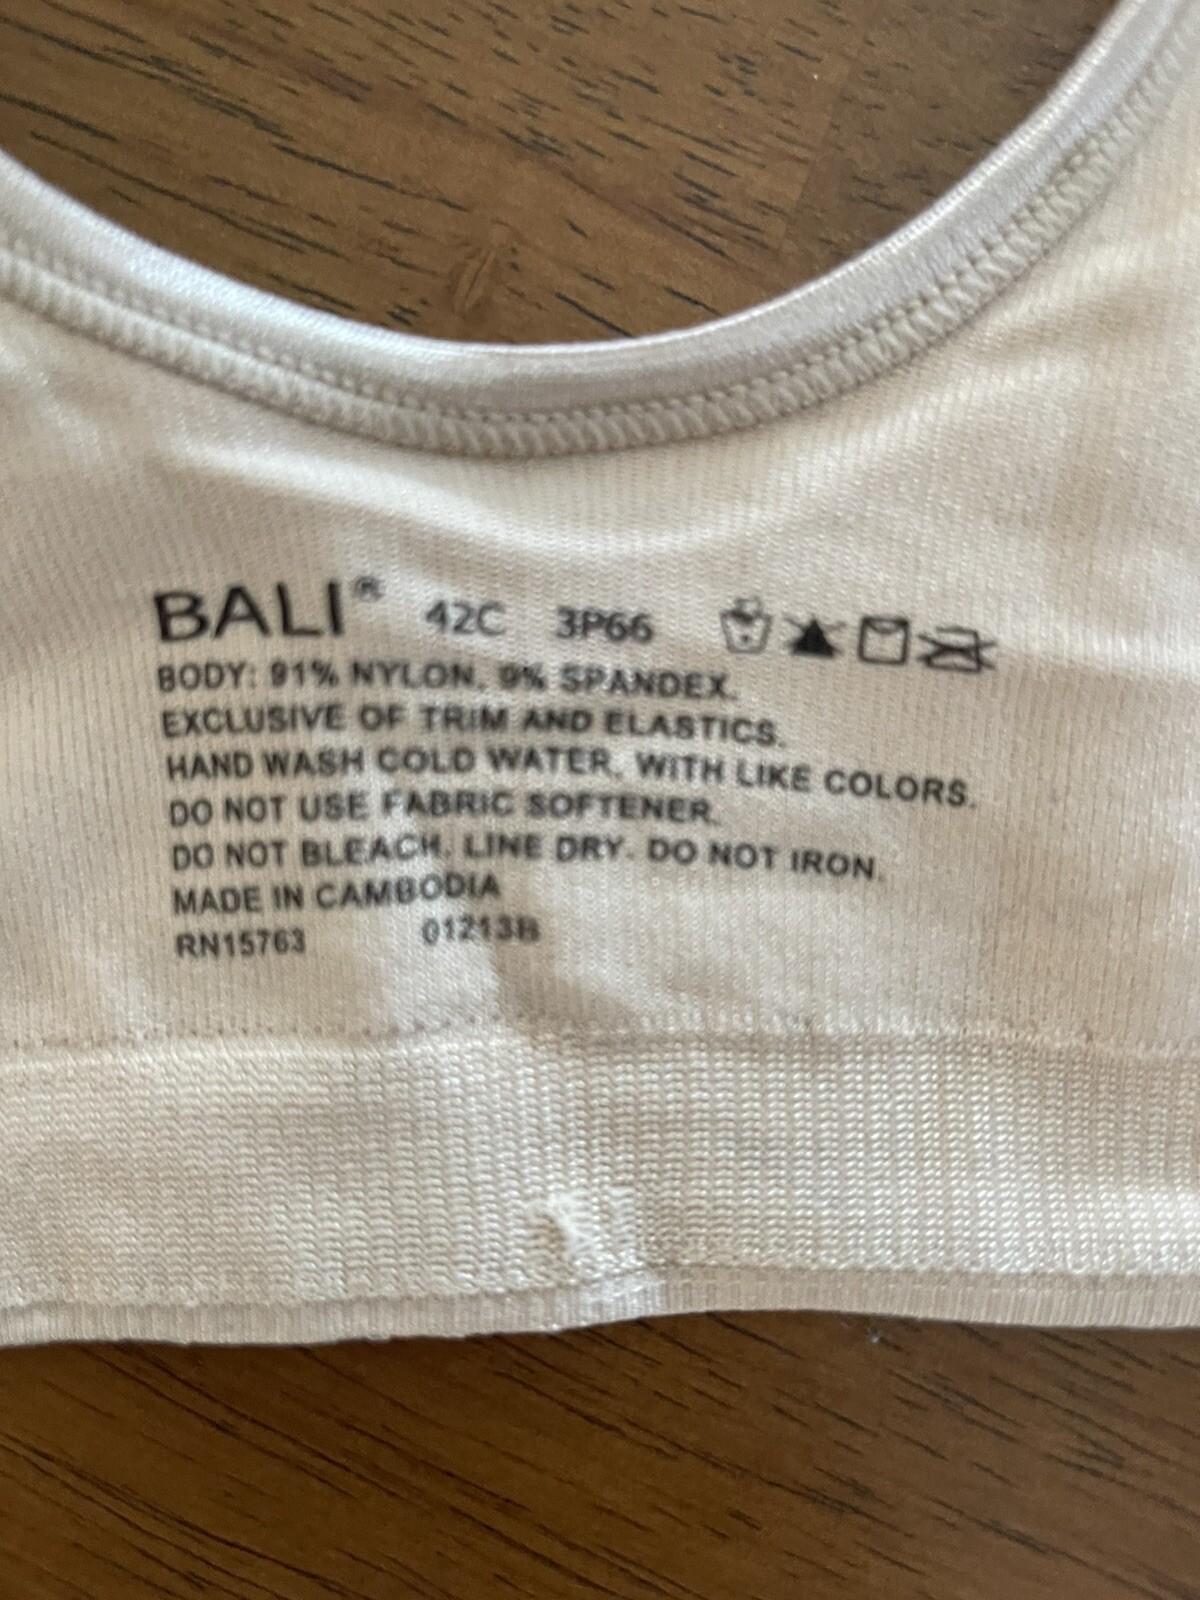 BALI® 42C 3P66
BODY: 91% NYLON, 9% SPANDEX.
EXCLUSIVE OF TRIM AND ELASTICS.
HAND WASH COLD WATER, WITH LIKE COLORS.
DO NOT USE FABRIC SOFTENER.
DO NOT BLEACH. LINE DRY. DO NOT IRON.
MADE IN CAMBODIA
RN15763 01213B